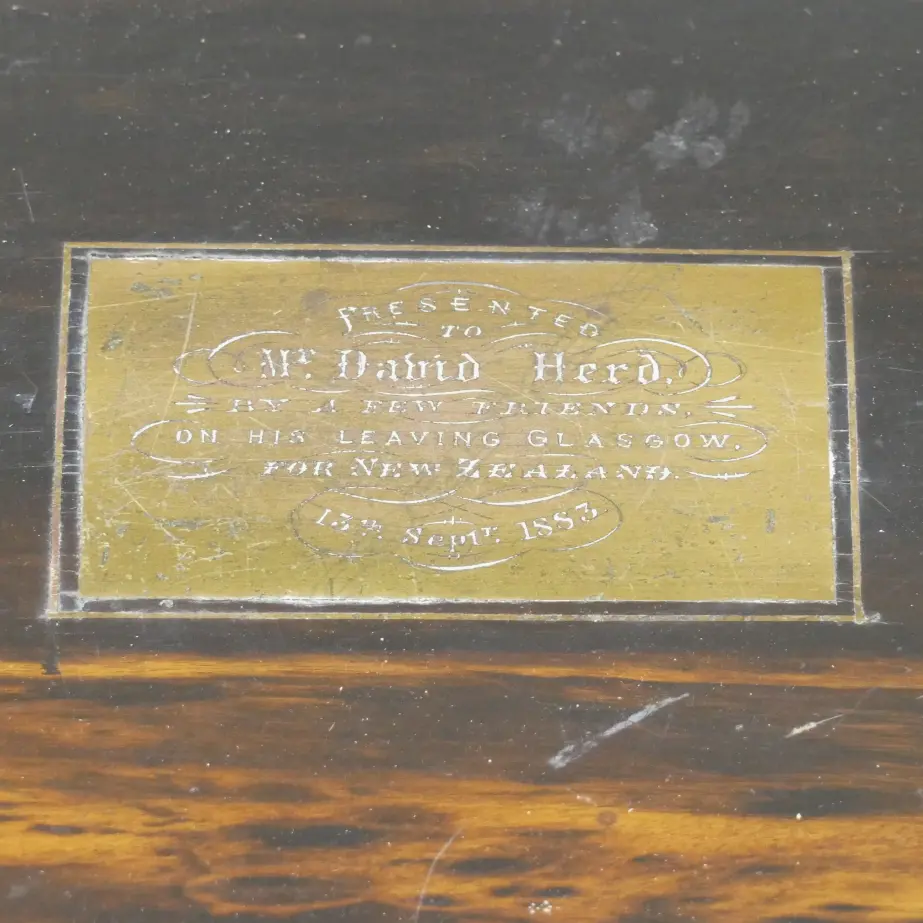 PRESENTED
TO
Mr. David Herd,
BY A FEW FRIENDS,
ON HIS LEAVING GLASGOW,
FOR NEW ZEALAND.
13th. Septr. 1883.